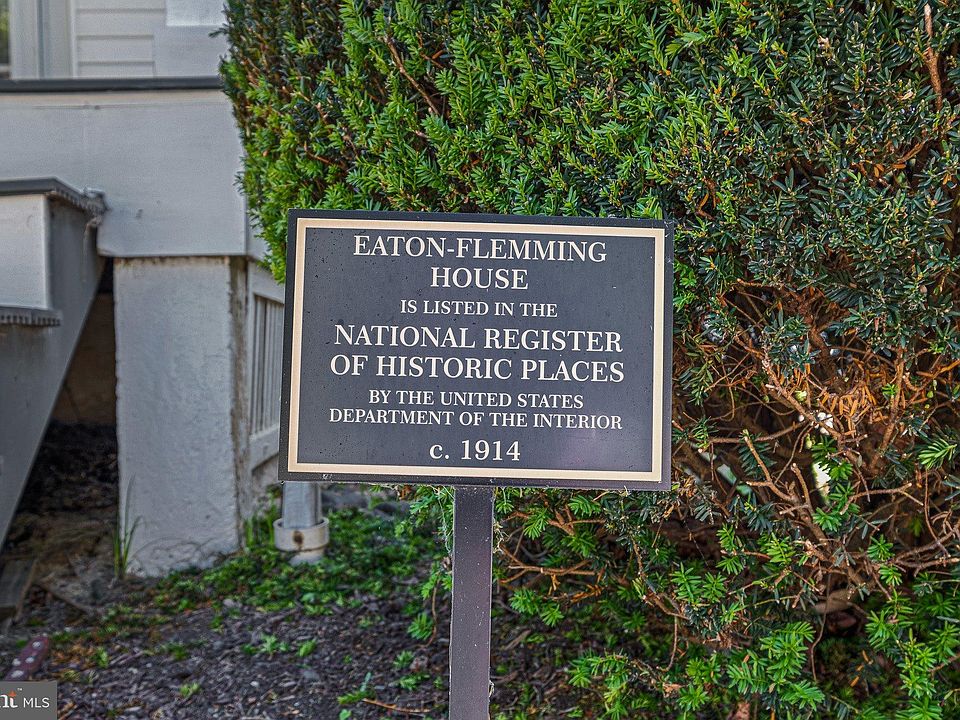 EATON-FLEMMING
HOUSE
IS LISTED IN THE
NATIONAL REGISTER
OF HISTORIC PLACES
BY THE UNITED STATES
DEPARTMENT OF THE INTERIOR
c. 1914
MLS